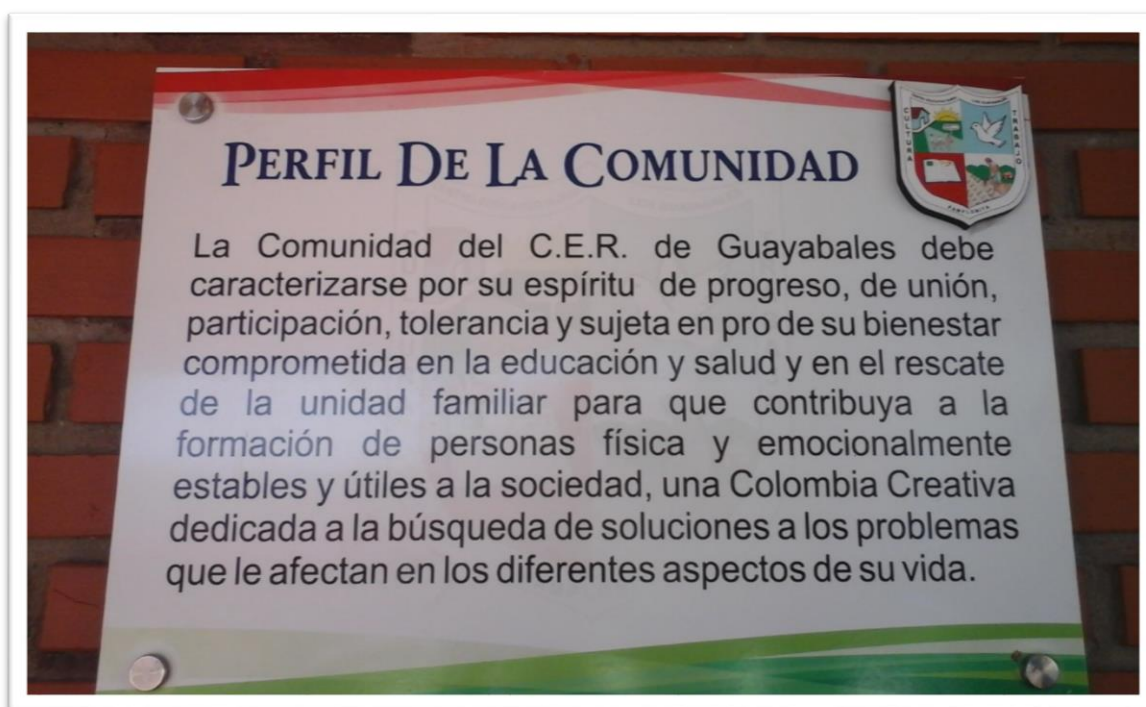 PERFIL DE LA COMUNIDAD
CULTURA
TRABAJO
La Comunidad del C.E.R. de Guayabales debe
caracterizarse por su espíritu de progreso, de unión,
participación, tolerancia y sujeta en pro de su bienestar
comprometida en la educación y salud y en el rescate
de la unidad familiar para que contribuya a la
formación de personas física y emocionalmente
estables y útiles a la sociedad, una Colombia Creativa
dedicada a la búsqueda de soluciones a los problemas
que le afectan en los diferentes aspectos de su vida.